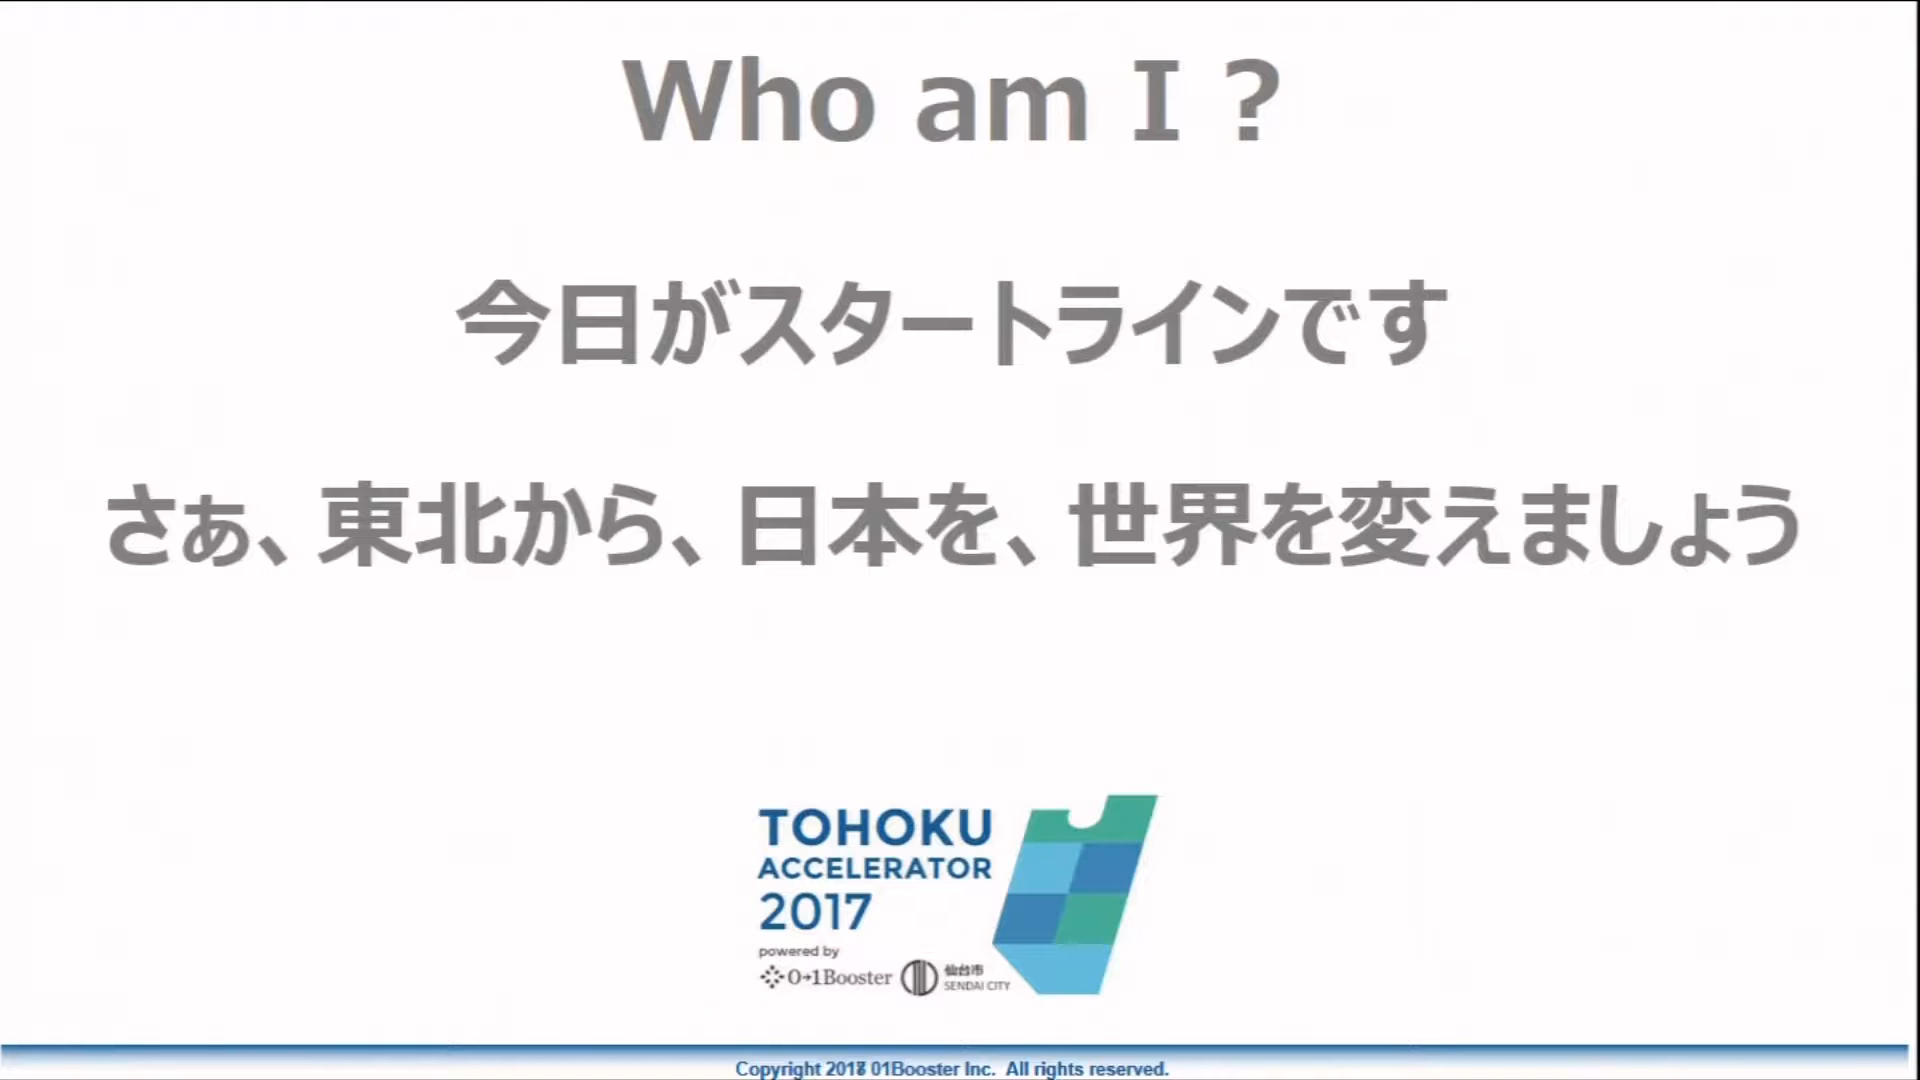 Who am I ?
今日がスタートラインです
さぁ、東北から、日本を、世界を変えましょう
TOHOKU
ACCELERATOR
2017
powered by
0→1Booster 仙台市
SENDAI CITY
Copyright 01Booster Inc. All rights reserved.